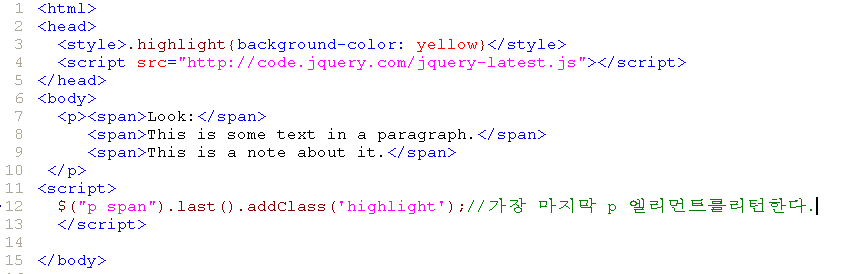 1 <html>
2 <head>
3 <style>.highlight{background-color: yellow}</style>
4 <script src="http://code.jquery.com/jquery-latest.js"></script>
5 </head>
6 <body>
7 <p><span>Look:</span>
8 <span>This is some text in a paragraph.</span>
9 <span>This is a note about it.</span>
10 </p>
11 <script>
12 $("p span").last().addClass('highlight');//가장 마지막 p 엘리먼트를리턴한다.
13 </script>
14
15 </body>